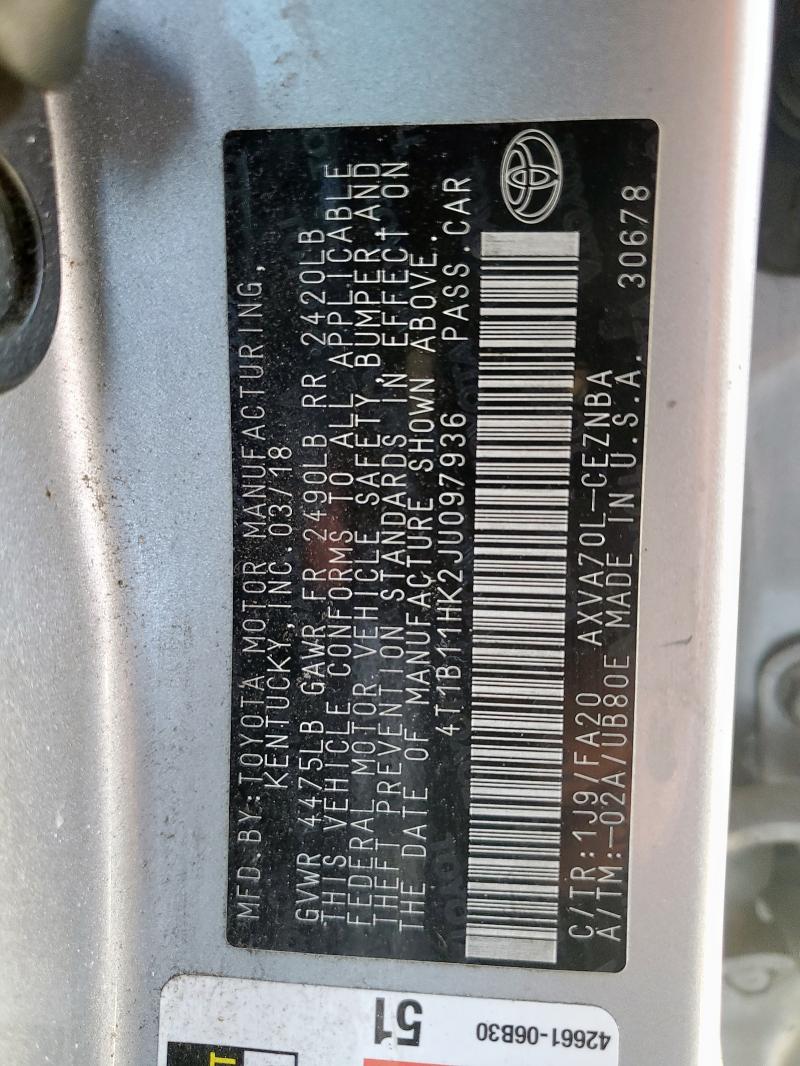 MFD.BY:TOYOTA MOTOR MANUFACTURING,
KENTUCKY, INC. 03/18
GVWR 4475LB GAWR FR 2490LB RR 2420LB
THIS VEHICLE CONFORMS TO ALL APPLICABLE
FEDERAL MOTOR VEHICLE SAFETY, BUMPER, AND
THEFT PREVENTION STANDARDS IN EFFECT ON
THE DATE OF MANUFACTURE SHOWN ABOVE.
4T1B11HK2JU097936 PASS.CAR
C/TR:1J9/FA20 AXVA70L-CEZNBA
A/TM:-02A/UB80E MADE IN U.S.A. 30678
51
42661-06B30